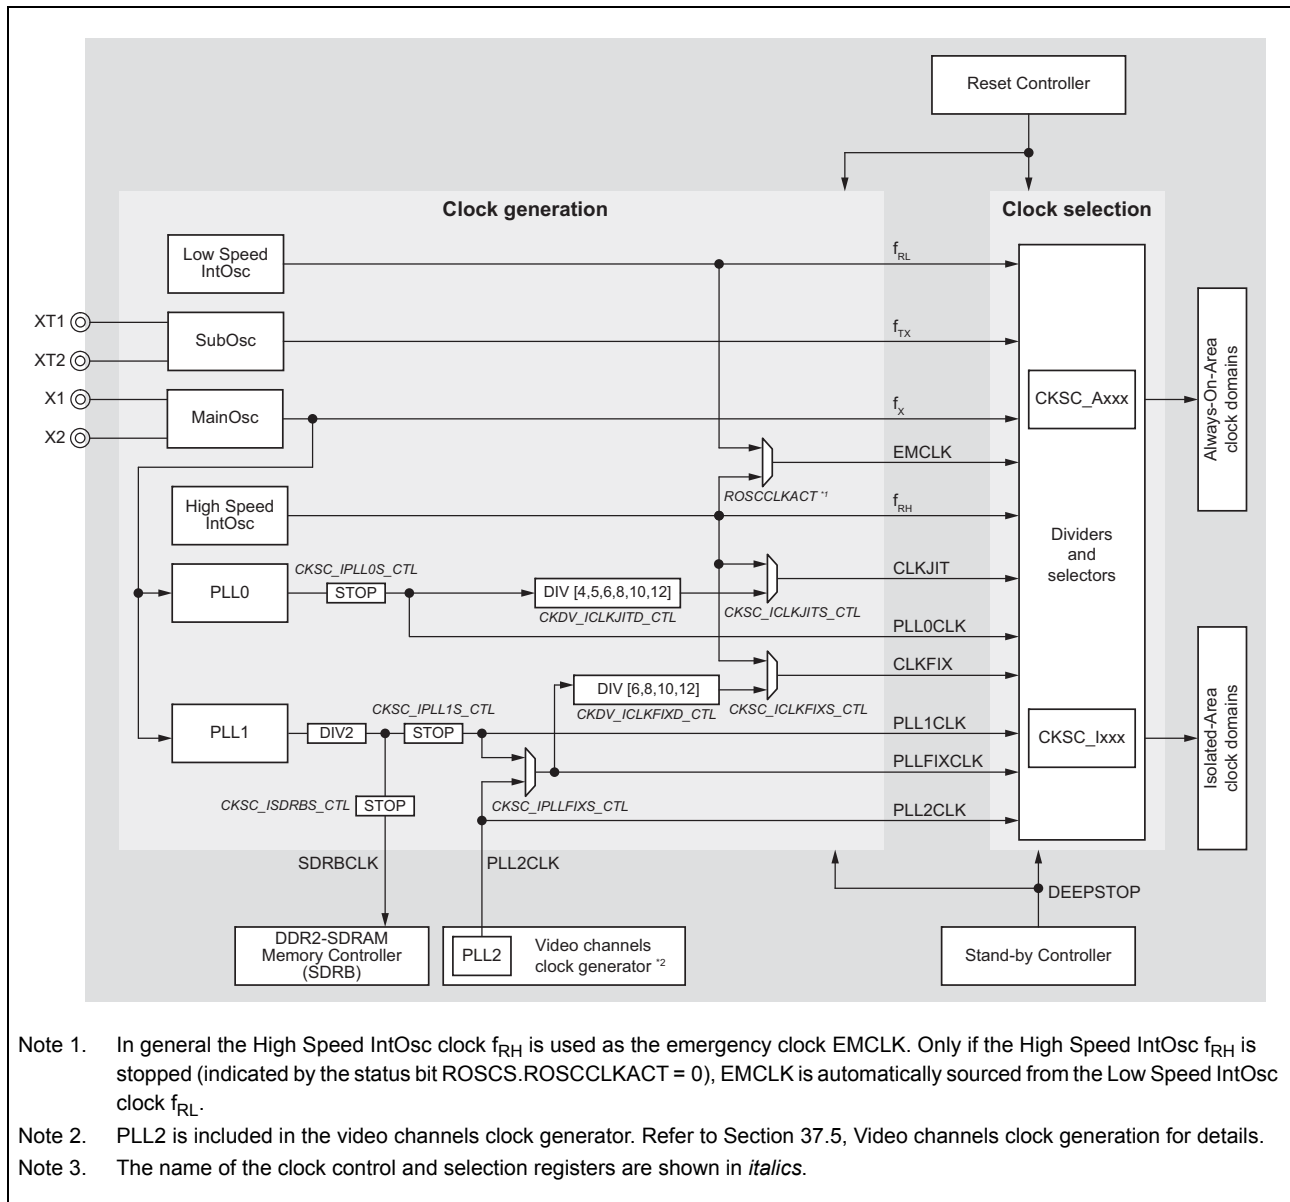 Reset Controller
Clock generation
Clock selection
Low Speed
IntOsc
f_RL
XT1
SubOsc
f_TX
XT2
X1
MainOsc
f_X
CKSC_Axxx
Always-On-Area
clock domains
X2
EMCLK
ROSCCLKACT *1
High Speed
IntOsc
f_RH
Dividers
and
selectors
CKSC_IPLL0S_CTL
CLKJIT
PLL0
STOP
DIV [4,5,6,8,10,12]
CKDV_ICLKJITD_CTL
CKSC_ICLKJITS_CTL
PLL0CLK
CLKFIX
DIV [6,8,10,12]
CKDV_ICLKFIXD_CTL
CKSC_ICLKFIXS_CTL
CKSC_IPLL1S_CTL
PLL1
DIV2
STOP
PLL1CLK
CKSC_Ixxx
Isolated-Area
clock domains
PLLFIXCLK
CKSC_ISDRBS_CTL
STOP
CKSC_IPLLFIXS_CTL
PLL2CLK
SDRBCLK
PLL2CLK
DEEPSTOP
DDR2-SDRAM
Memory Controller
(SDRB)
PLL2
Video channels
clock generator *2
Stand-by Controller
Note 1. In general the High Speed IntOsc clock f_RH is used as the emergency clock EMCLK. Only if the High Speed IntOsc f_RH is
stopped (indicated by the status bit ROSCS.ROSCCLKACT = 0), EMCLK is automatically sourced from the Low Speed IntOsc
clock f_RL.
Note 2. PLL2 is included in the video channels clock generator. Refer to Section 37.5, Video channels clock generation for details.
Note 3. The name of the clock control and selection registers are shown in italics.